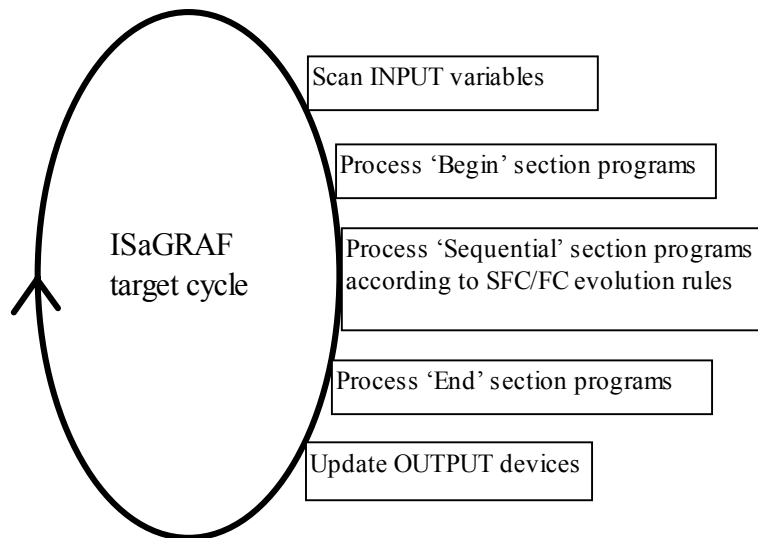 Scan INPUT variables
Process ‘Begin’ section programs
ISaGRAF
target cycle
Process ‘Sequential’ section programs
according to SFC/FC evolution rules
Process ‘End’ section programs
Update OUTPUT devices